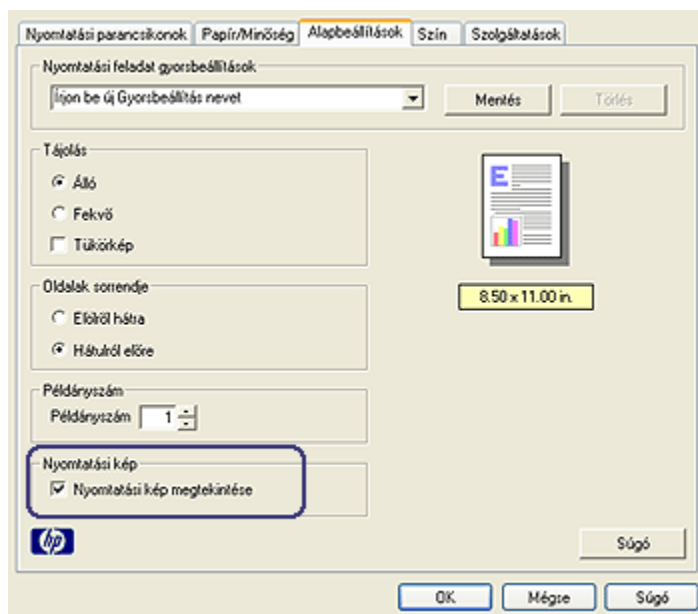 Nyomtatási parancsikonok Papír/Minőség Alapbeállítások Szín Szolgáltatások
Nyomtatási feladat gyorsbeállítások
Írjon be új Gyorsbeállítás nevet Mentés Törlés
Tájolás
Álló
Fekvő
Tükörkép
E
8.50 x 11.00 in.
Oldalak sorrendje
Elölről hátra
Hátulról előre
Példányszám
Példányszám 1
Nyomtatási kép
Nyomtatási kép megtekintése
hp
Súgó
OK Mégse Súgó